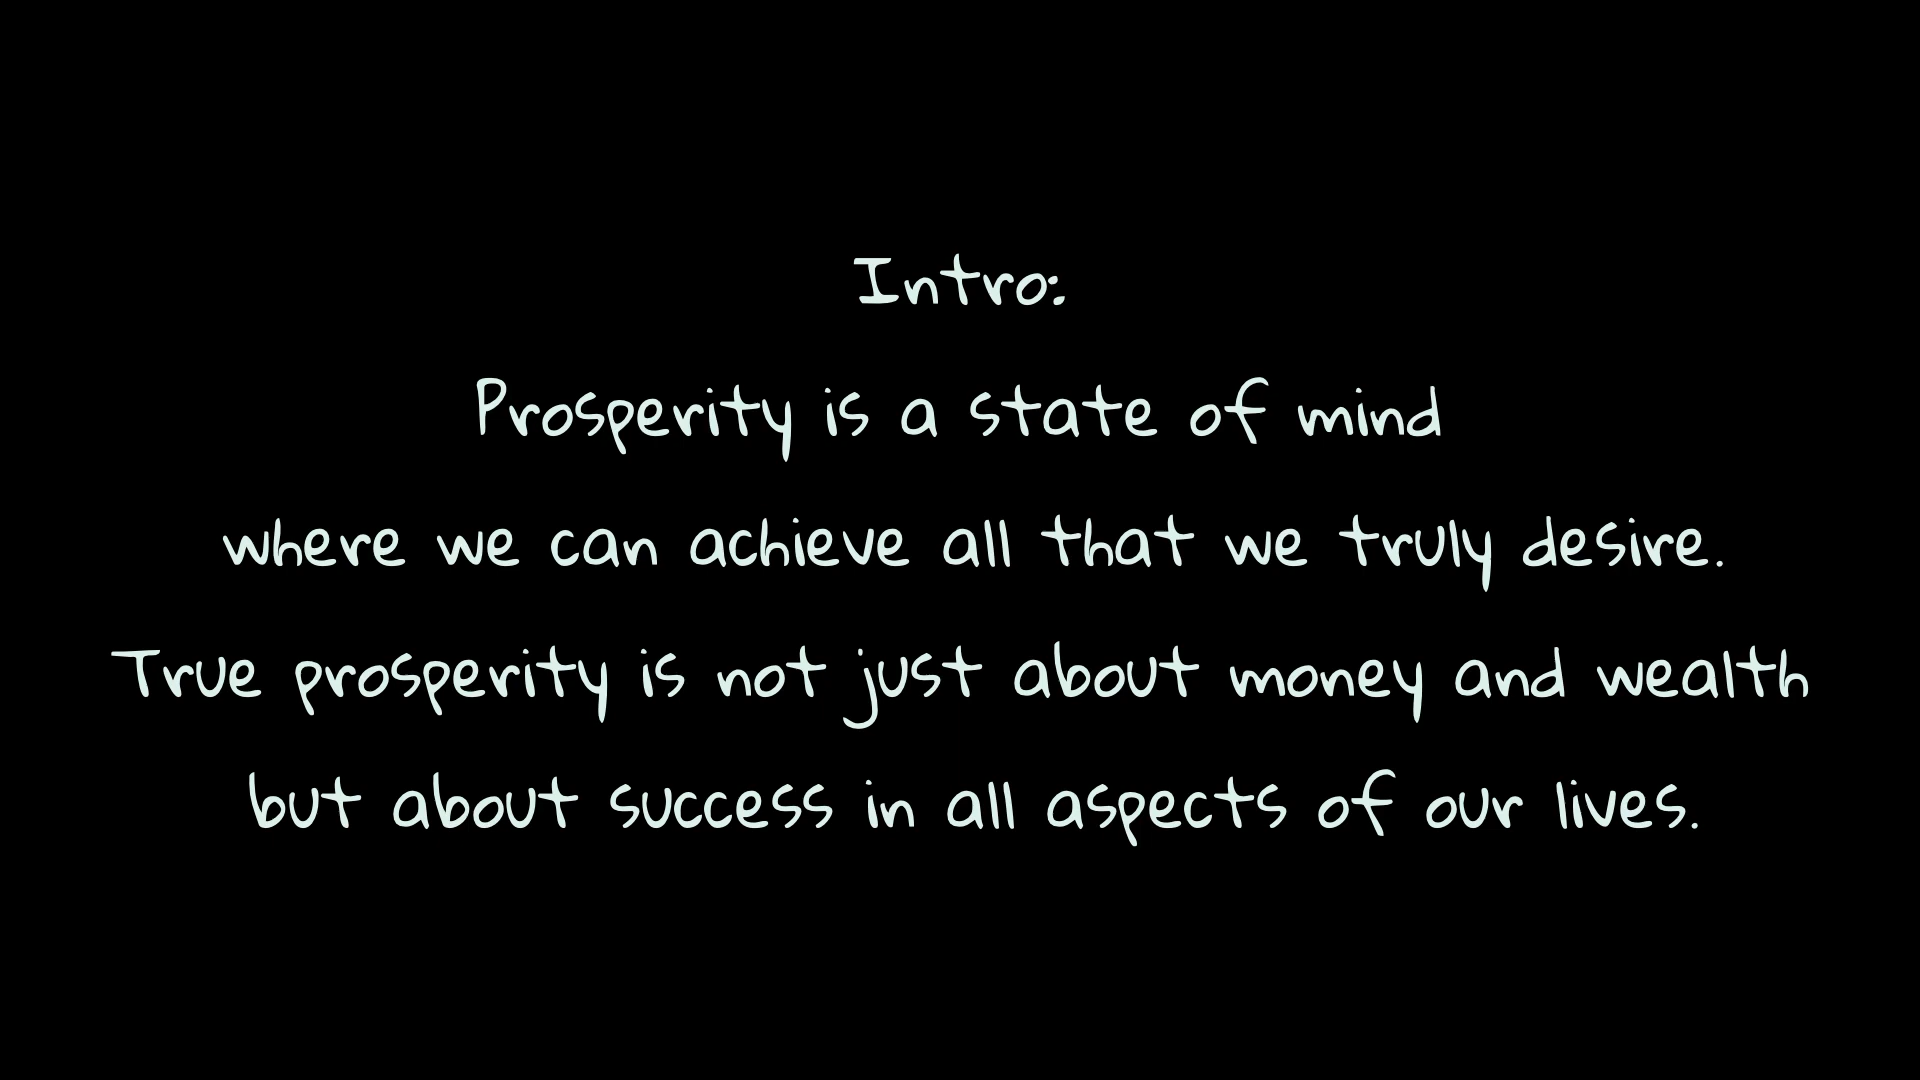 Intro:
Prosperity is a state of mind
where we can achieve all that we truly desire.
True prosperity is not just about money and wealth
but about success in all aspects of our lives.